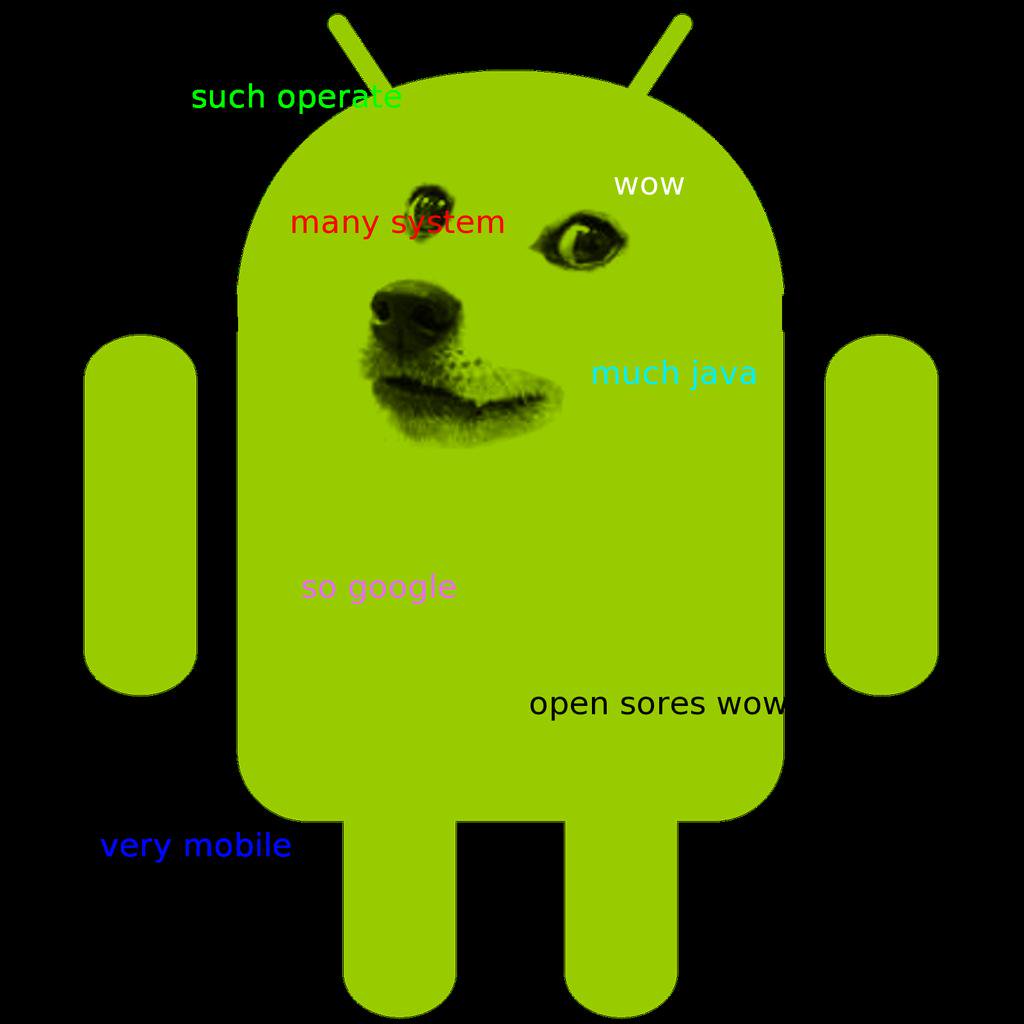 such operate
wow
many system
much java
so google
open sores wow
very mobile